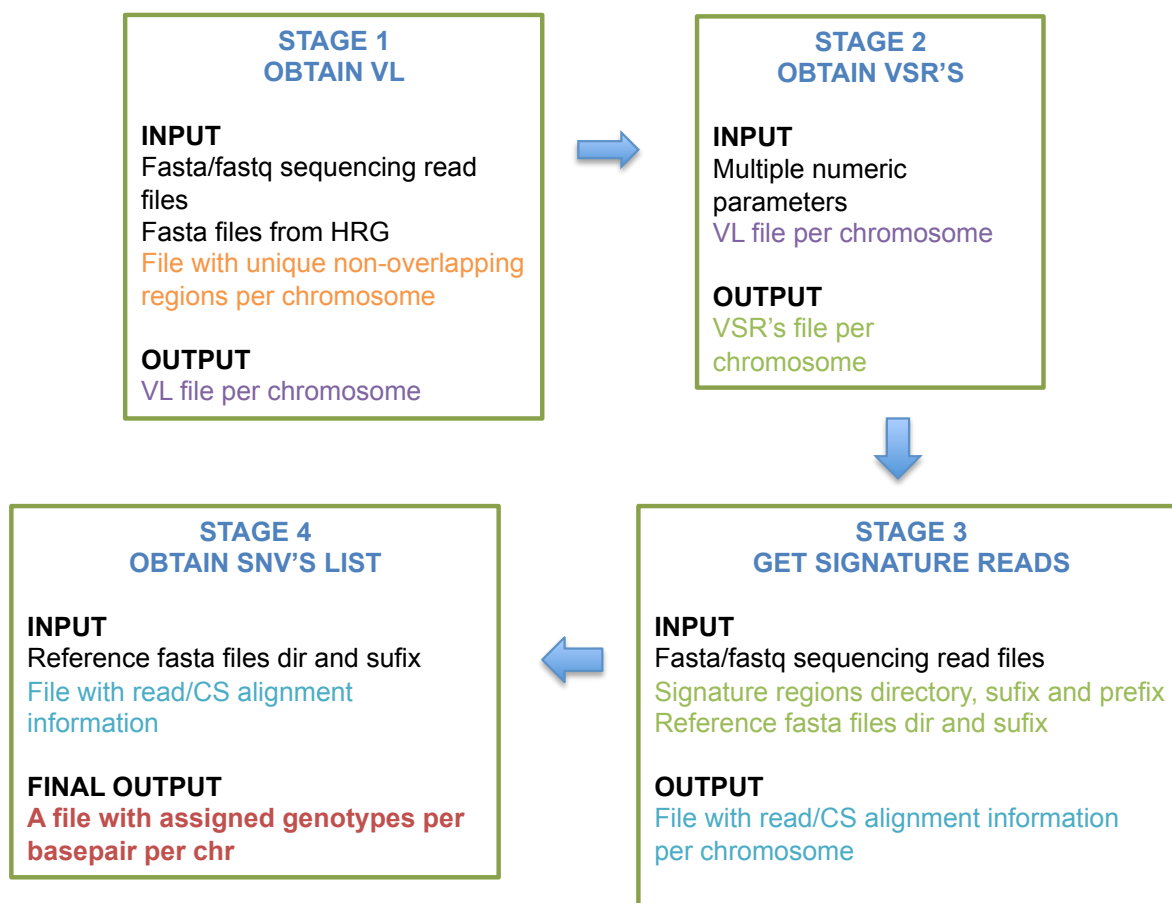 STAGE 1
OBTAIN VL
INPUT
Fasta/fastq sequencing read
files
Fasta files from HRG
File with unique non-overlapping
regions per chromosome
OUTPUT
VL file per chromosome
STAGE 2
OBTAIN VSR'S
INPUT
Multiple numeric
parameters
VL file per chromosome
OUTPUT
VSR's file per
chromosome
STAGE 3
GET SIGNATURE READS
INPUT
Fasta/fastq sequencing read files
Signature regions directory, sufix and prefix
Reference fasta files dir and sufix
OUTPUT
File with read/CS alignment information
per chromosome
STAGE 4
OBTAIN SNV'S LIST
INPUT
Reference fasta files dir and sufix
File with read/CS alignment
information
FINAL OUTPUT
A file with assigned genotypes per
basepair per chr